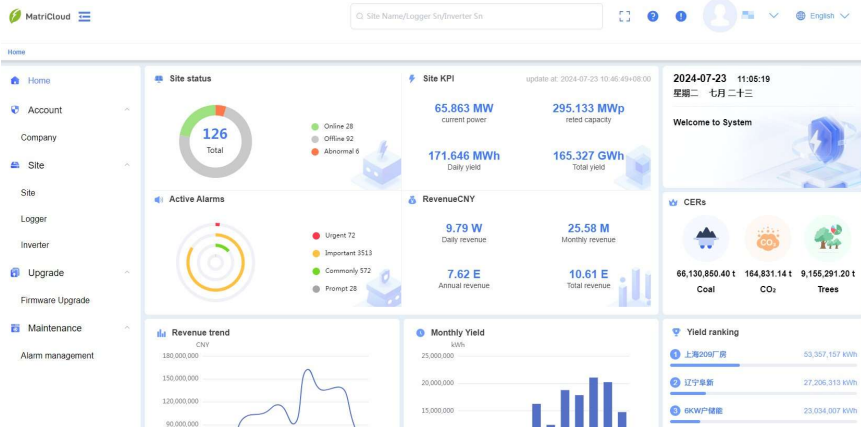 MatriCloud
Site Name/Logger Sn/Inverter Sn
English
Home
Home
Account
Company
Site
Site
Logger
Inverter
Upgrade
Firmware Upgrade
Maintenance
Alarm management
Site status
126
Total
Online 28
Offline 92
Abnormal 6
Site KPI
update at: 2024-07-23 10:46:49+08:00
65.863 MW
current power
295.133 MWp
reted capacity
171.646 MWh
Daily yield
165.327 GWh
Total yield
2024-07-23 11:05:19
星期二 七月 二十三
Welcome to System
Active Alarms
Urgent 72
Important 3513
Commonly 572
Prompt 28
RevenueCNY
9.79 W
Daily revenue
25.58 M
Monthly revenue
7.62 E
Annual revenue
10.61 E
Total revenue
CERs
CO₂
66,130,850.40 t
Coal
164,831.14 t
CO₂
9,155,291.20 t
Trees
Revenue trend
CNY
180,000,000
150,000,000
120,000,000
90,000,000
Monthly Yield
kWh
25,000,000
20,000,000
15,000,000
Yield ranking
1 上海209厂房 53,357,157 kWh
2 辽宁阜新 27,206,313 kWh
3 6KW户储能 23,034,007 kWh